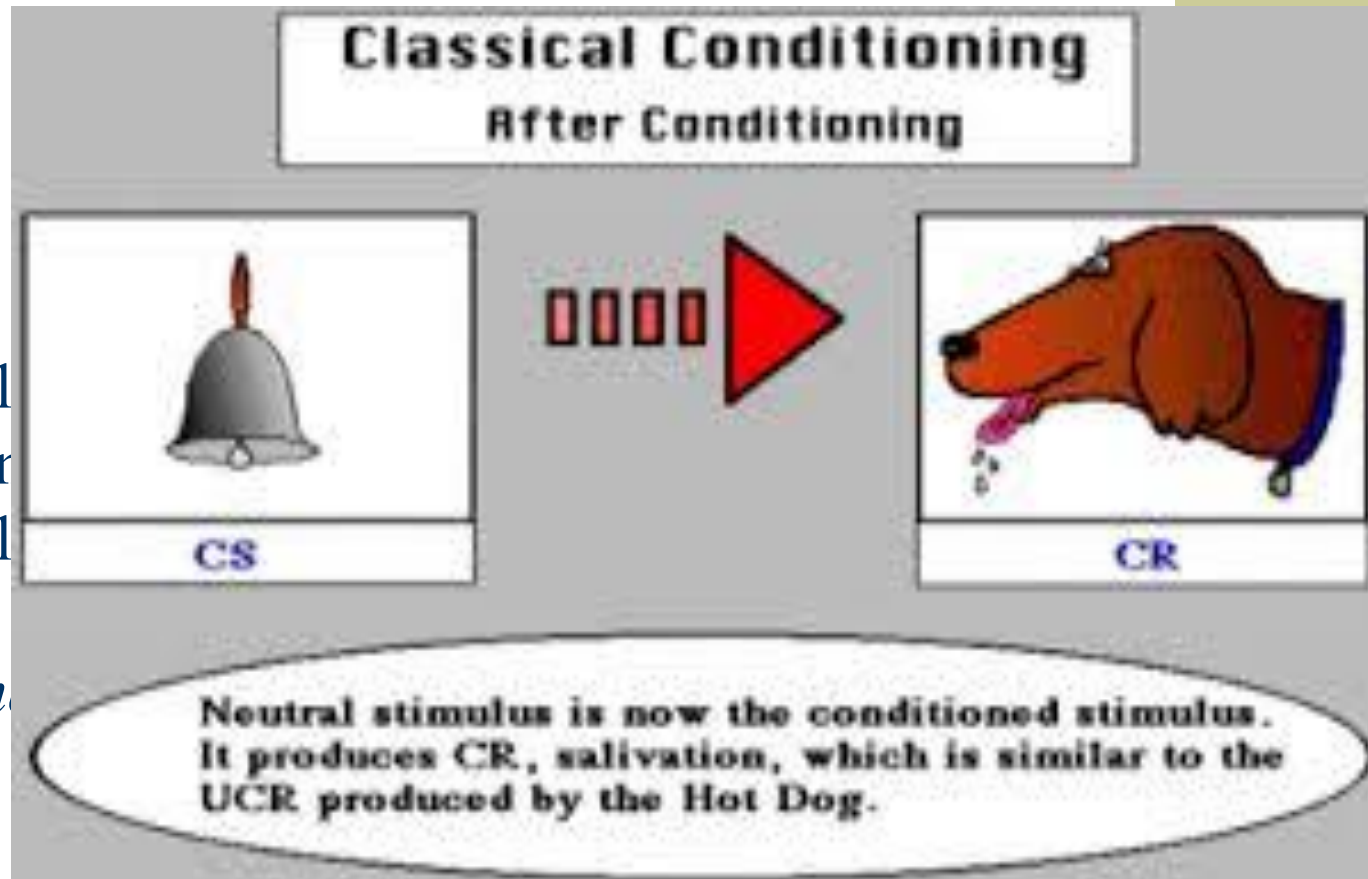 Classical Conditioning
After Conditioning
CS
CR
Neutral stimulus is now the conditioned stimulus.
It produces CR, salivation, which is similar to the
UCR produced by the Hot Dog.